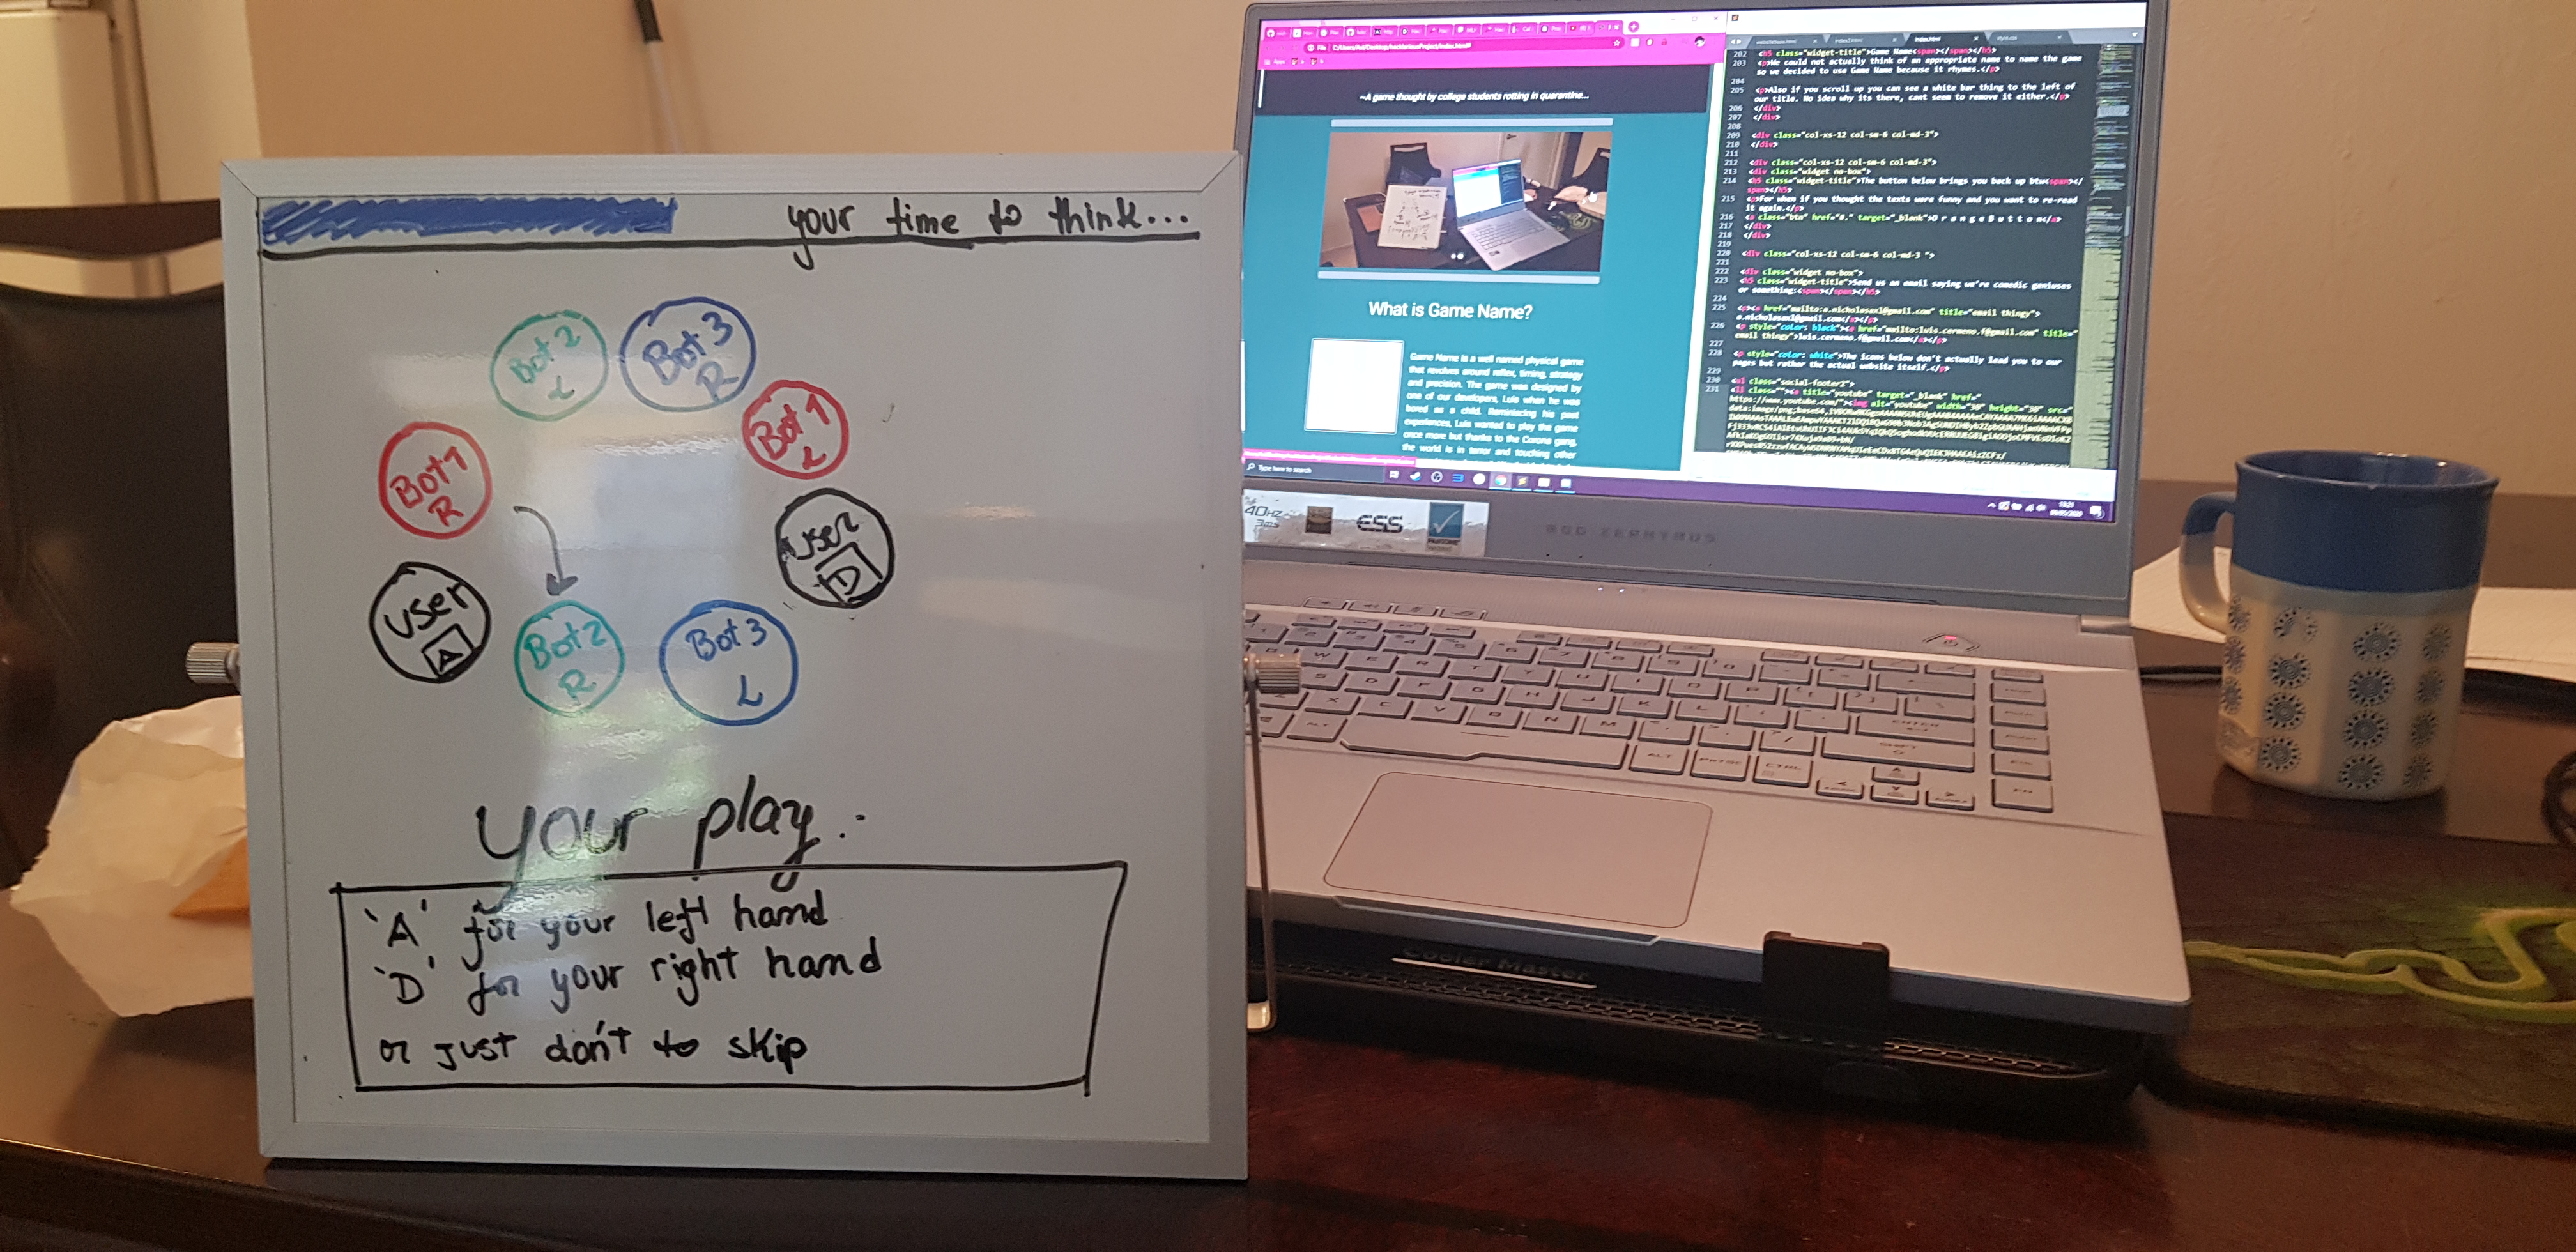 your time to think...
Bot 2
L
Bot 3
R
Bot 1
L
Bot 1
R
User
D
User
A
Bot 2
R
Bot 3
L
your play..
'A' for your left hand
'D' for your right hand
or just don't to skip
~A game thought by college students rotting in quarantine...
What is Game Name?
Game Name is a well named physical game
that revolves around reflex, timing, strategy
and precision. The game was designed by
one of our developers, Luis when he was
bored as a child. Reminiscing his past
experiences, Luis wanted to play the game
once more but thanks to the Corona gang,
the world is in terror and touching other
Type here to search
202 <h5 class="widget-title">Game Name<span></span></h5>
203 <p>We could not actually think of an appropriate name to name the game
so we decided to use Game Name because it rhymes.</p>
204
205 <p>Also if you scroll up you can see a white bar thing to the left of
our title. No idea why its there, cant seem to remove it either.</p>
206 </div>
207 </div>
208
209 <div class="col-xs-12 col-sm-6 col-md-3">
210 </div>
211
212 <div class="col-xs-12 col-sm-6 col-md-3">
213 <div class="widget no-box">
214 <h5 class="widget-title">The button below brings you back up btw<span></
span></h5>
215 <p>For when if you thought the texts were funny and you want to re-read
it again.</p>
216 <a class="btn" href="#." target="_blank">O r a n g e B u t t o n</a>
217 </div>
218 </div>
219
220 <div class="col-xs-12 col-sm-6 col-md-3 ">
221
222 <div class="widget no-box">
223 <h5 class="widget-title">Send us an email saying we're comedic geniuses
or something:<span></span></h5>
224
225 <p><a href="mailto:a.nicholasaxl@gmail.com" title="email thingy">
a.nicholasaxl@gmail.com</a></p>
226 <p style="color: black"><a href="mailto:luis.cermeno.f@gmail.com" title="
email thingy">luis.cermeno.f@gmail.com</a></p>
227
228 <p style="color: white">The icons below don't actually lead you to our
pages but rather the actual website itself.</p>
229
230 <ul class="social-footer2">
231 <li class=""><a title="youtube" target="_blank" href="
https://www.youtube.com/"><img alt="youtube" width="30" height="30" src="
ESS
PANTONE
ROG ZEPHYRUS
Cooler Master